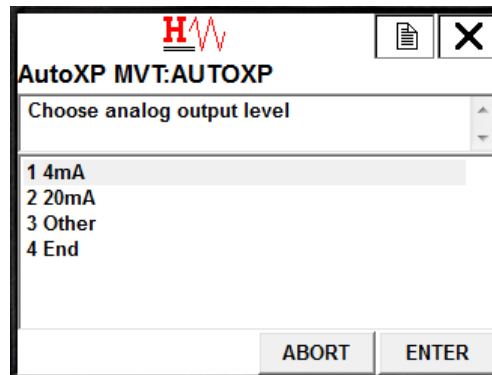 H
AutoXP MVT:AUTOXP
Choose analog output level
1 4mA
2 20mA
3 Other
4 End
ABORT ENTER